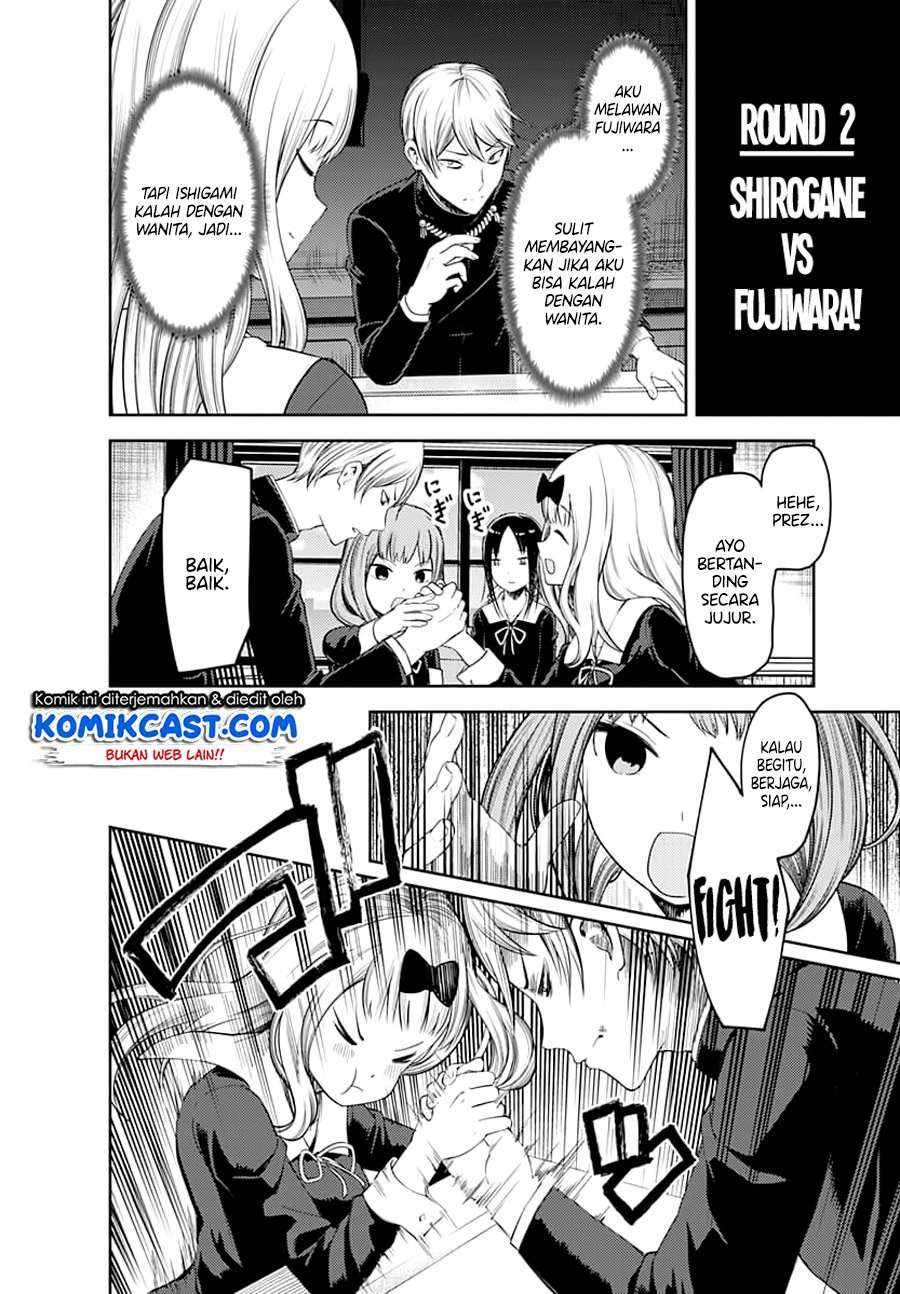 ROUND 2
SHIROGANE
VS
FUJIWARA!
AKU
MELAWAN
FUJIWARA
...
SULIT
MEMBAYANG-
KAN JIKA AKU
BISA KALAH
DENGAN
WANITA.
TAPI ISHIGAMI
KALAH DENGAN
WANITA, JADI...
HEHE,
PREZ...
AYO
BERTAN-
DING
SECARA
JUJUR.
にぎ
にぎ
BAIK,
BAIK.
Komik ini diterjemahkan & diedit oleh
KOMIKCAST.COM
BUKAN WEB LAIN!!
KALAU
BEGITU,
BERJAGA,
SIAP,...
FIGHT!